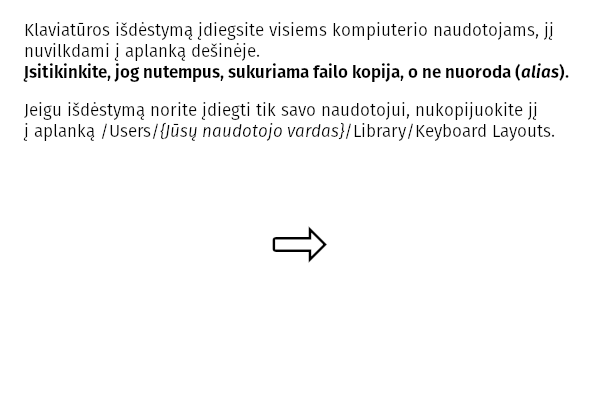 Klaviatūros išdėstymą įdiegsite visiems kompiuterio naudotojams, jį
nuvilkdami į aplanką dešinėje.
Įsitikinkite, jog nutempus, sukuriama failo kopija, o ne nuoroda (alias).
Jeigu išdėstymą norite įdiegti tik savo naudotojui, nukopijuokite jį
į aplanką /Users/{Jūsų naudotojo vardas}/Library/Keyboard Layouts.